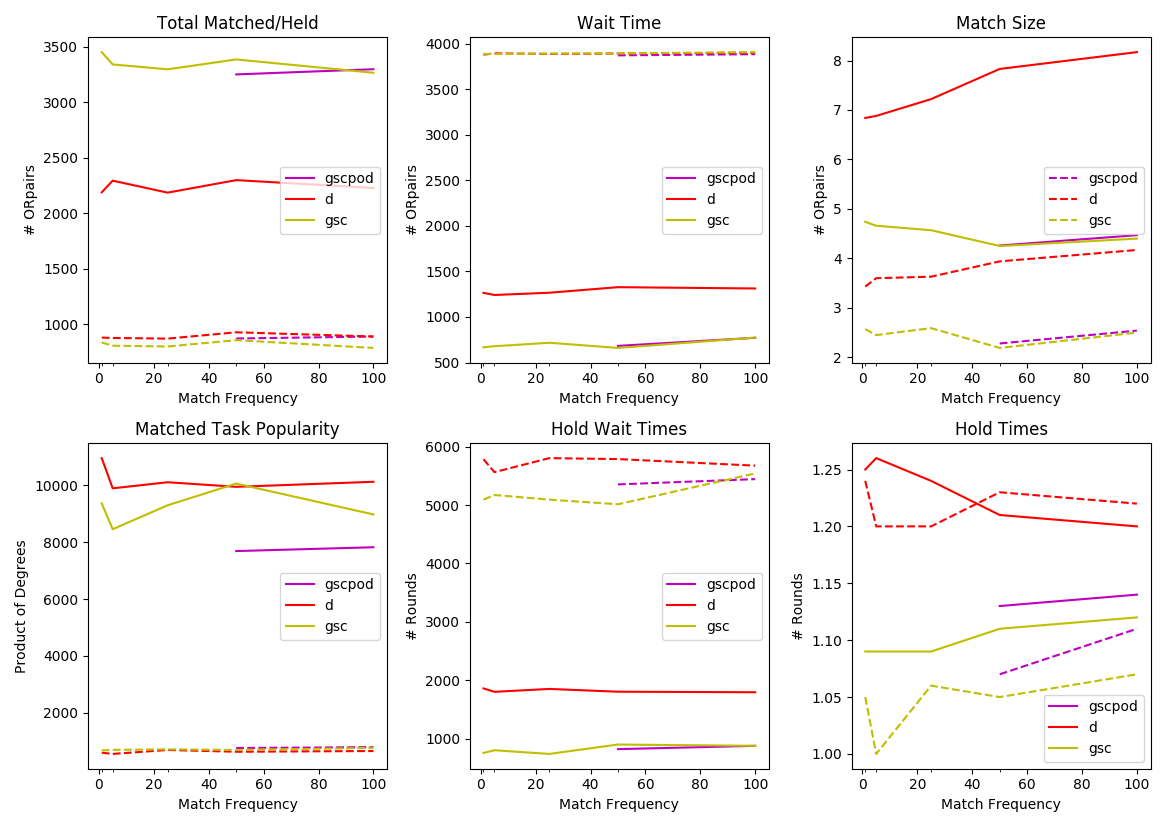 Total Matched/Held
3500
3000
2500
2000
1500
1000
# ORpairs
gscpod
d
gsc
0 20 40 60 80 100
Match Frequency
Wait Time
4000
3500
3000
2500
2000
1500
1000
500
# ORpairs
gscpod
d
gsc
0 20 40 60 80 100
Match Frequency
Match Size
8
7
6
5
4
3
2
# ORpairs
gscpod
d
gsc
0 20 40 60 80 100
Match Frequency
Matched Task Popularity
10000
8000
6000
4000
2000
Product of Degrees
gscpod
d
gsc
0 20 40 60 80 100
Match Frequency
Hold Wait Times
6000
5000
4000
3000
2000
1000
# Rounds
gscpod
d
gsc
0 20 40 60 80 100
Match Frequency
Hold Times
1.25
1.20
1.15
1.10
1.05
1.00
# Rounds
gscpod
d
gsc
0 20 40 60 80 100
Match Frequency